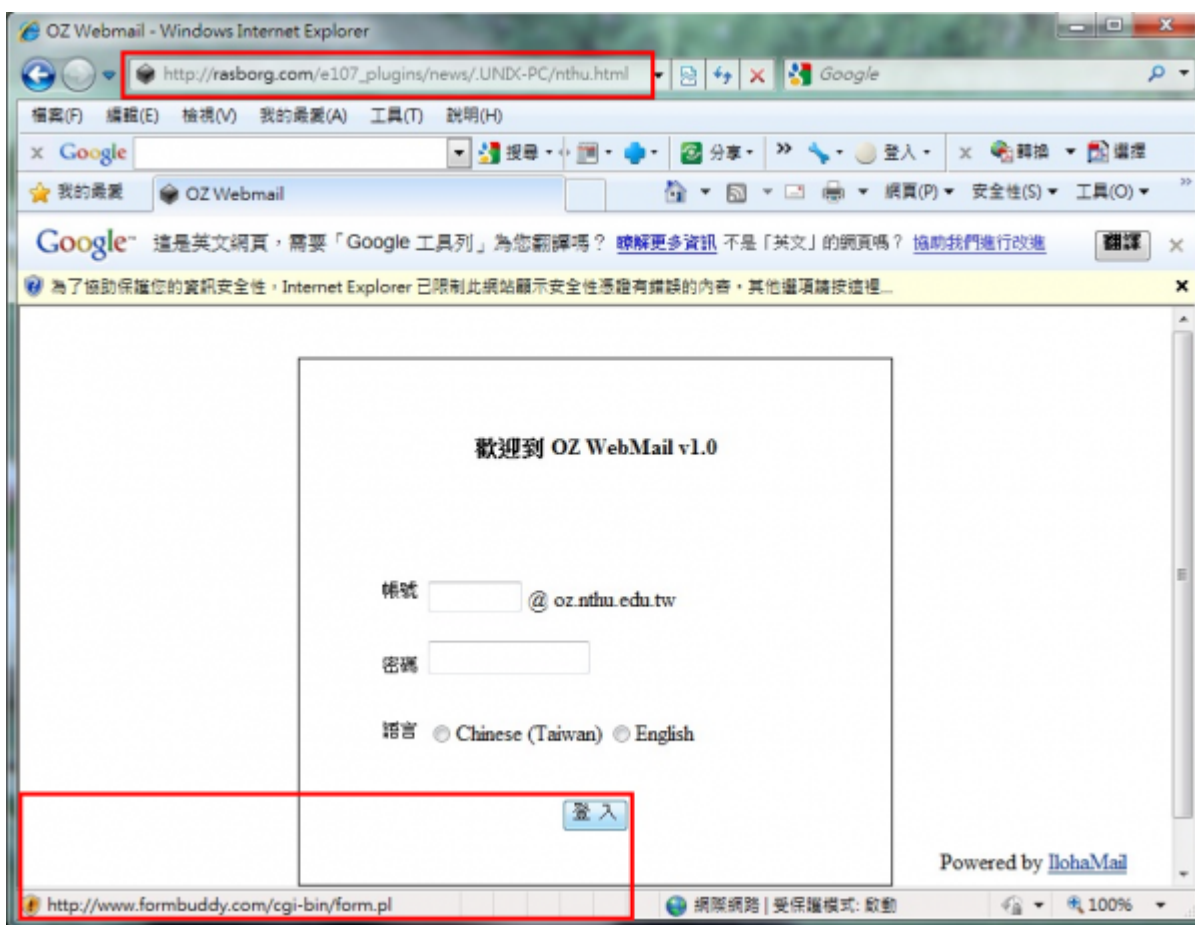 OZ Webmail - Windows Internet Explorer
http://rasborg.com/e107_plugins/news/.UNIX-PC/nthu.html Google
檔案(F) 編輯(E) 檢視(V) 我的最愛(A) 工具(T) 說明(H)
x Google 搜尋 分享 登入 x 轉換 選擇
我的最愛 OZ Webmail 網頁(P) 安全性(S) 工具(O)
Google 這是英文網頁，需要「Google 工具列」為您翻譯嗎？ 瞭解更多資訊 不是「英文」的網頁嗎？ 協助我們進行改進 翻譯
為了協助保護您的資訊安全性，Internet Explorer 已限制此網站顯示安全性憑證有錯誤的內容。其他選項請按這裡...
歡迎到 OZ WebMail v1.0
帳號 @ oz.nthu.edu.tw
密碼
語言 Chinese (Taiwan) English
登入
Powered by IlohaMail
http://www.formbuddy.com/cgi-bin/form.pl 網際網路 | 受保護模式: 啟動 100%